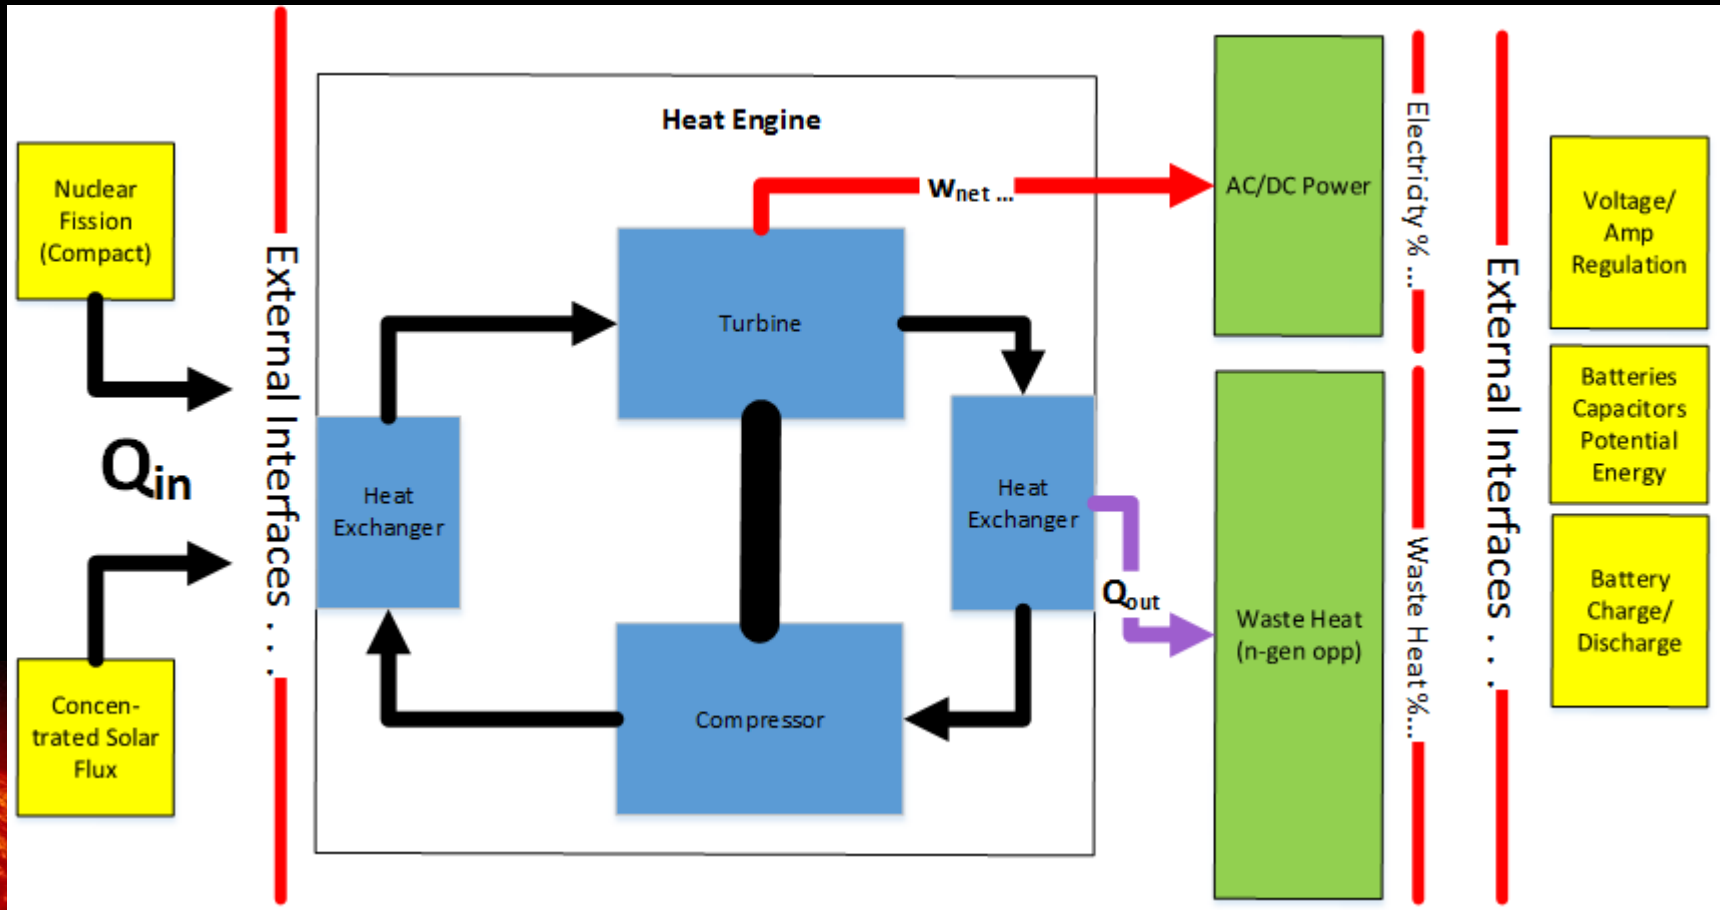 Nuclear
Fission
(Compact)
Qin
Concen-
trated Solar
Flux
External Interfaces . . .
Heat Engine
Wnet ...
Turbine
Heat
Exchanger
Heat
Exchanger
Compressor
Qout
AC/DC Power
Electricity % ...
Waste Heat
(n-gen opp)
Waste Heat%...
External Interfaces . . .
Voltage/
Amp
Regulation
Batteries
Capacitors
Potential
Energy
Battery
Charge/
Discharge